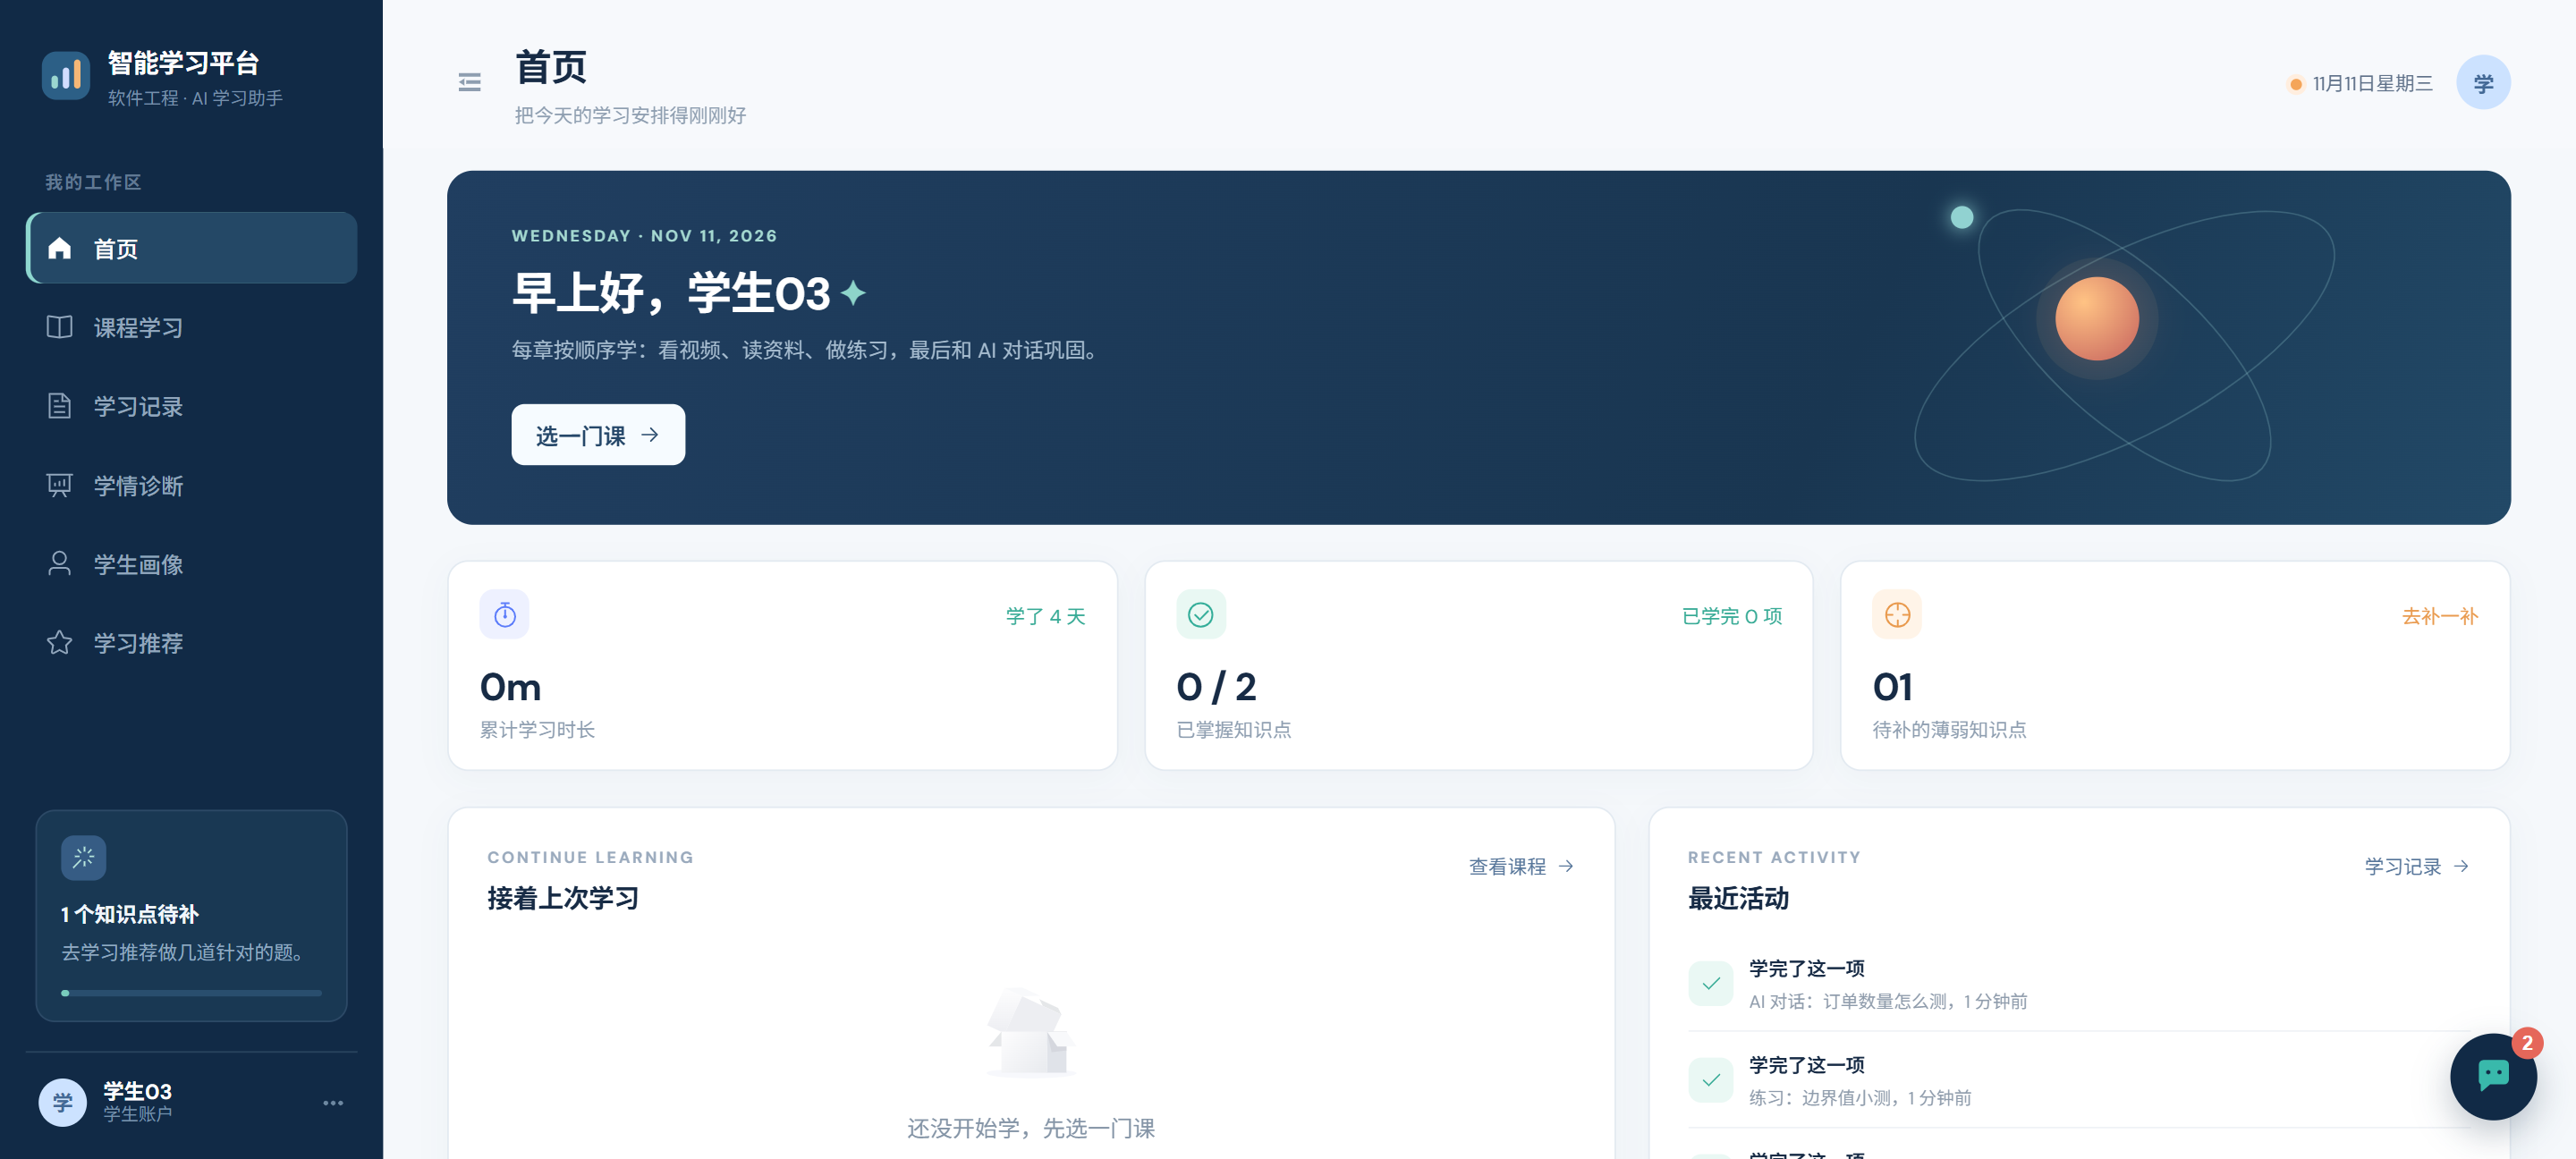 智能学习平台
软件工程 · AI 学习助手
我的工作区
首页
课程学习
学习记录
学情诊断
学生画像
学习推荐
1 个知识点待补
去学习推荐做几道针对的题。
学
学生03
学生账户
首页
把今天的学习安排得刚刚好
11月11日星期三
学
WEDNESDAY · NOV 11, 2026
早上好，学生03
每章按顺序学：看视频、读资料、做练习，最后和 AI 对话巩固。
选一门课
学了 4 天
0m
累计学习时长
已学完 0 项
0 / 2
已掌握知识点
去补一补
01
待补的薄弱知识点
CONTINUE LEARNING
接着上次学习
查看课程
还没开始学，先选一门课
RECENT ACTIVITY
最近活动
学习记录
学完了这一项
AI 对话：订单数量怎么测，1 分钟前
学完了这一项
练习：边界值小测，1 分钟前
2